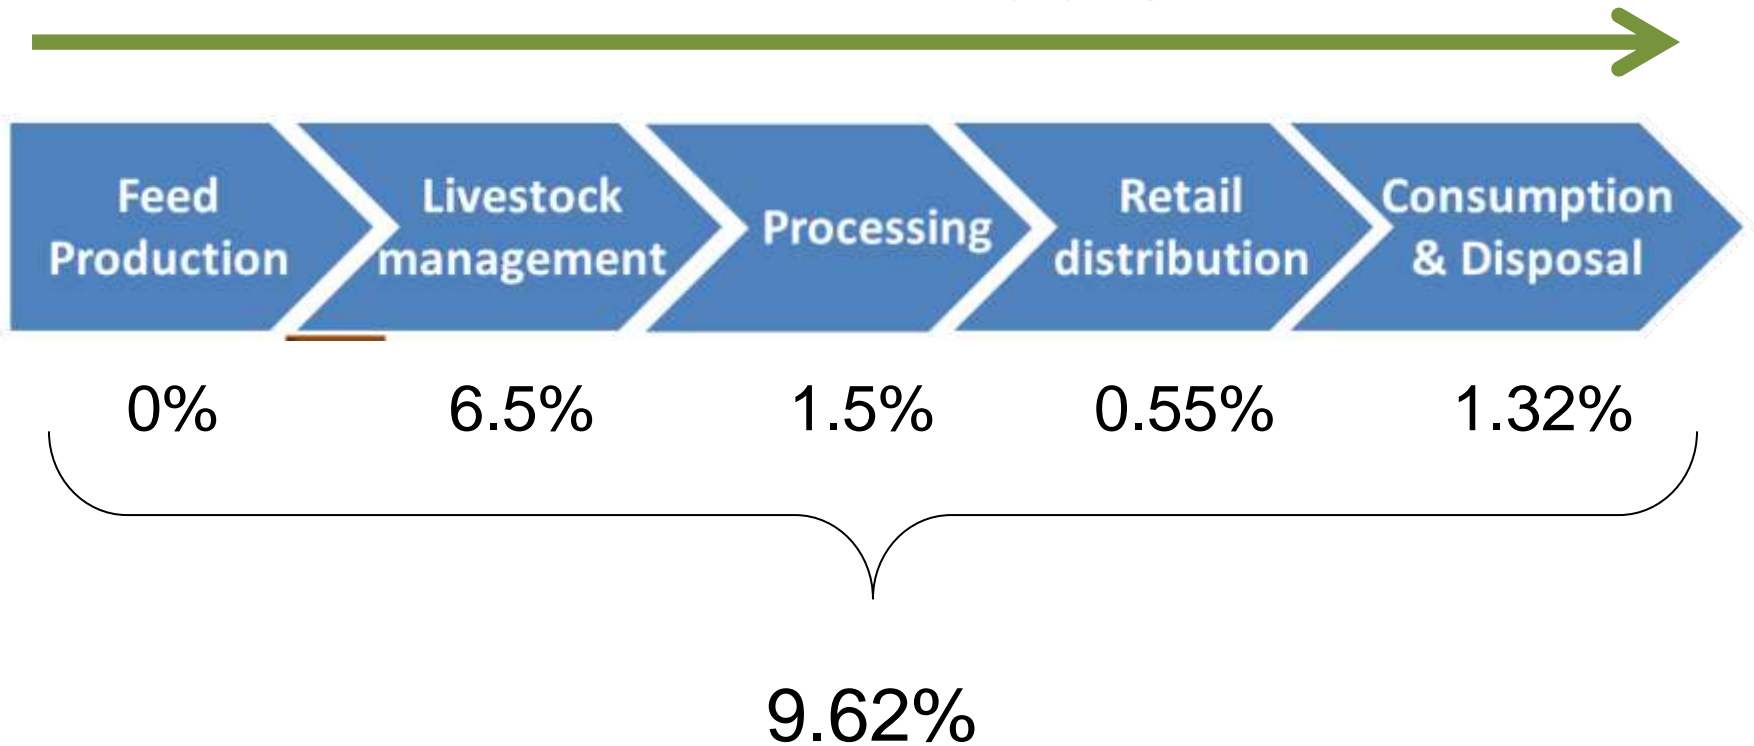 Feed
Production
Livestock
management
Processing
Retail
distribution
Consumption
& Disposal
0%
6.5%
1.5%
0.55%
1.32%
9.62%